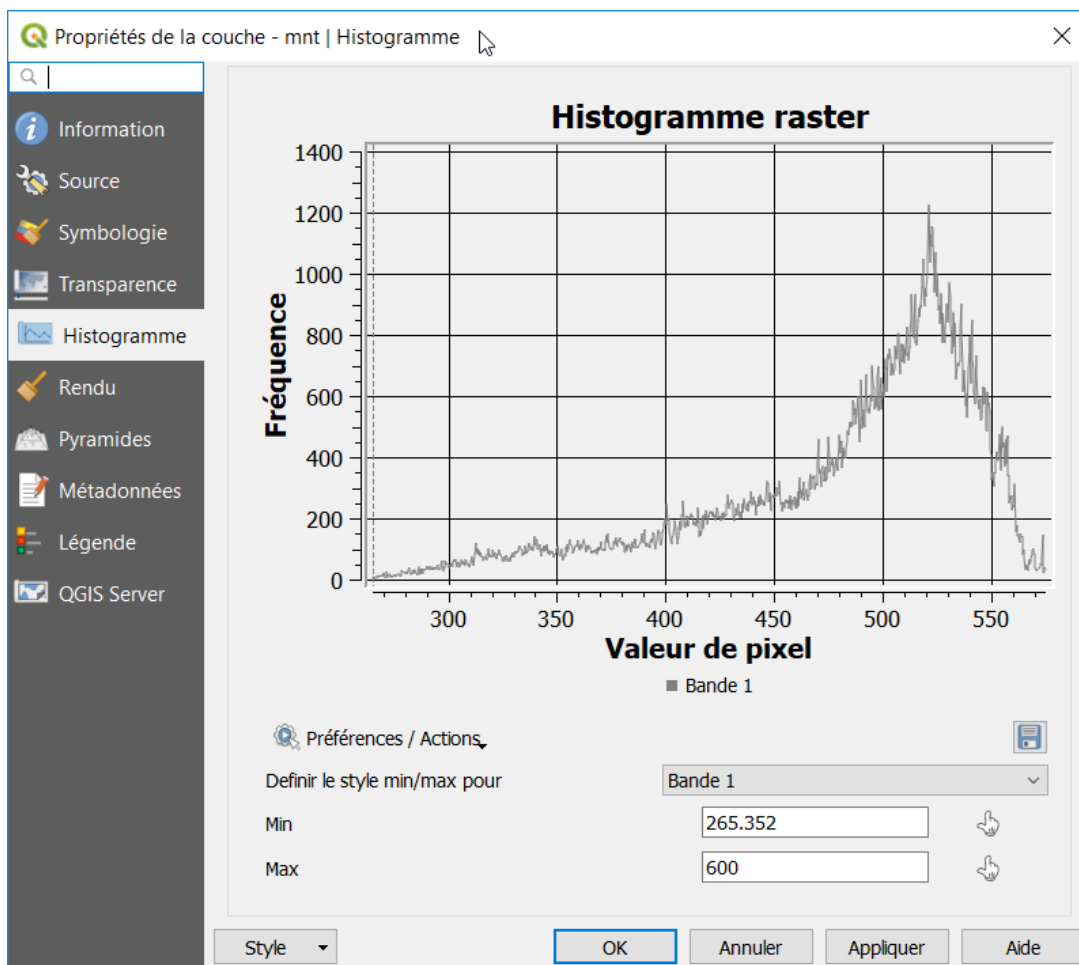 Propriétés de la couche - mnt | Histogramme
Information
Source
Symbologie
Transparence
Histogramme
Rendu
Pyramides
Métadonnées
Légende
QGIS Server
Histogramme raster
Fréquence
1400
1200
1000
800
600
400
200
0
300 350 400 450 500 550
Valeur de pixel
Bande 1
Préférences / Actions
Definir le style min/max pour Bande 1
Min 265.352
Max 600
Style OK Annuler Appliquer Aide